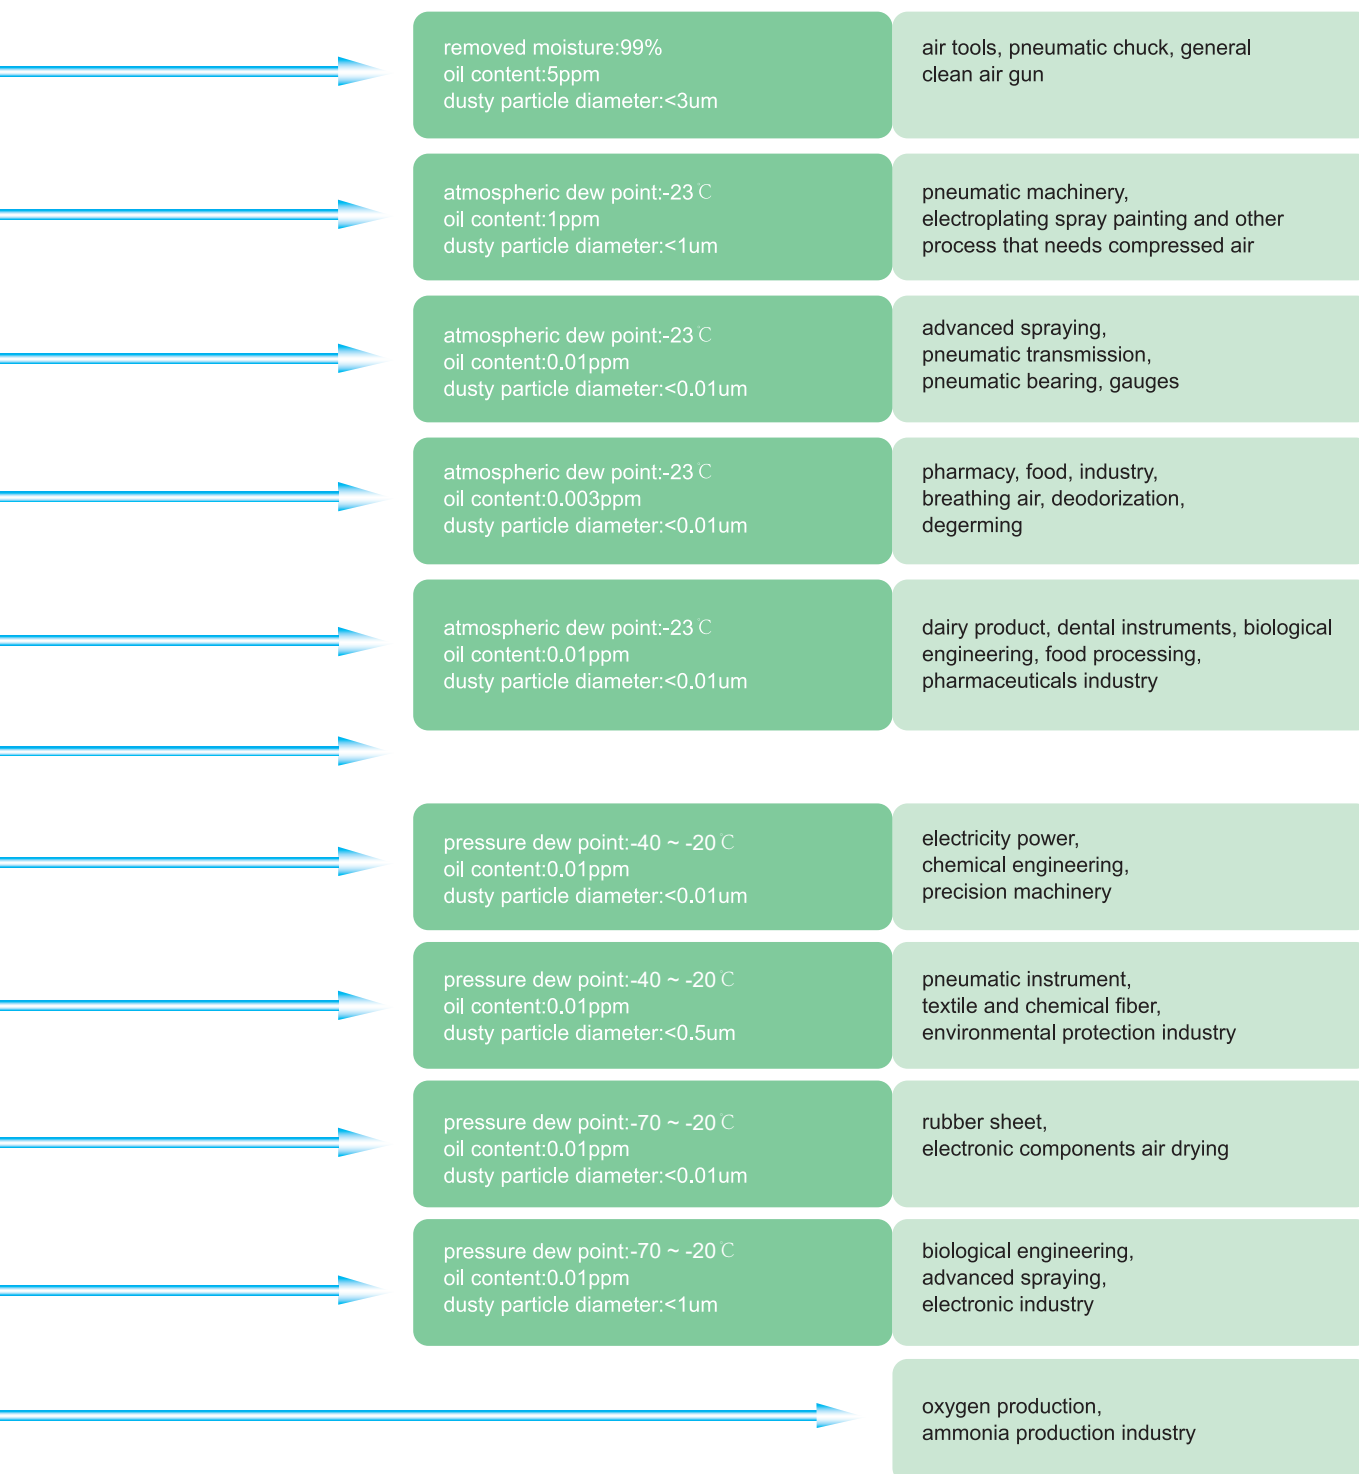 removed moisture:99%
oil content:5ppm
dusty particle diameter:<3um
air tools, pneumatic chuck, general
clean air gun
atmospheric dew point:-23℃
oil content:1ppm
dusty particle diameter:<1um
pneumatic machinery,
electroplating spray painting and other
process that needs compressed air
atmospheric dew point:-23℃
oil content:0.01ppm
dusty particle diameter:<0.01um
advanced spraying,
pneumatic transmission,
pneumatic bearing, gauges
atmospheric dew point:-23℃
oil content:0.003ppm
dusty particle diameter:<0.01um
pharmacy, food, industry,
breathing air, deodorization,
degerming
atmospheric dew point:-23℃
oil content:0.01ppm
dusty particle diameter:<0.01um
dairy product, dental instruments, biological
engineering, food processing,
pharmaceuticals industry
pressure dew point:-40 ~ -20℃
oil content:0.01ppm
dusty particle diameter:<0.01um
electricity power,
chemical engineering,
precision machinery
pressure dew point:-40 ~ -20℃
oil content:0.01ppm
dusty particle diameter:<0.5um
pneumatic instrument,
textile and chemical fiber,
environmental protection industry
pressure dew point:-70 ~ -20℃
oil content:0.01ppm
dusty particle diameter:<0.01um
rubber sheet,
electronic components air drying
pressure dew point:-70 ~ -20℃
oil content:0.01ppm
dusty particle diameter:<1um
biological engineering,
advanced spraying,
electronic industry
oxygen production,
ammonia production industry